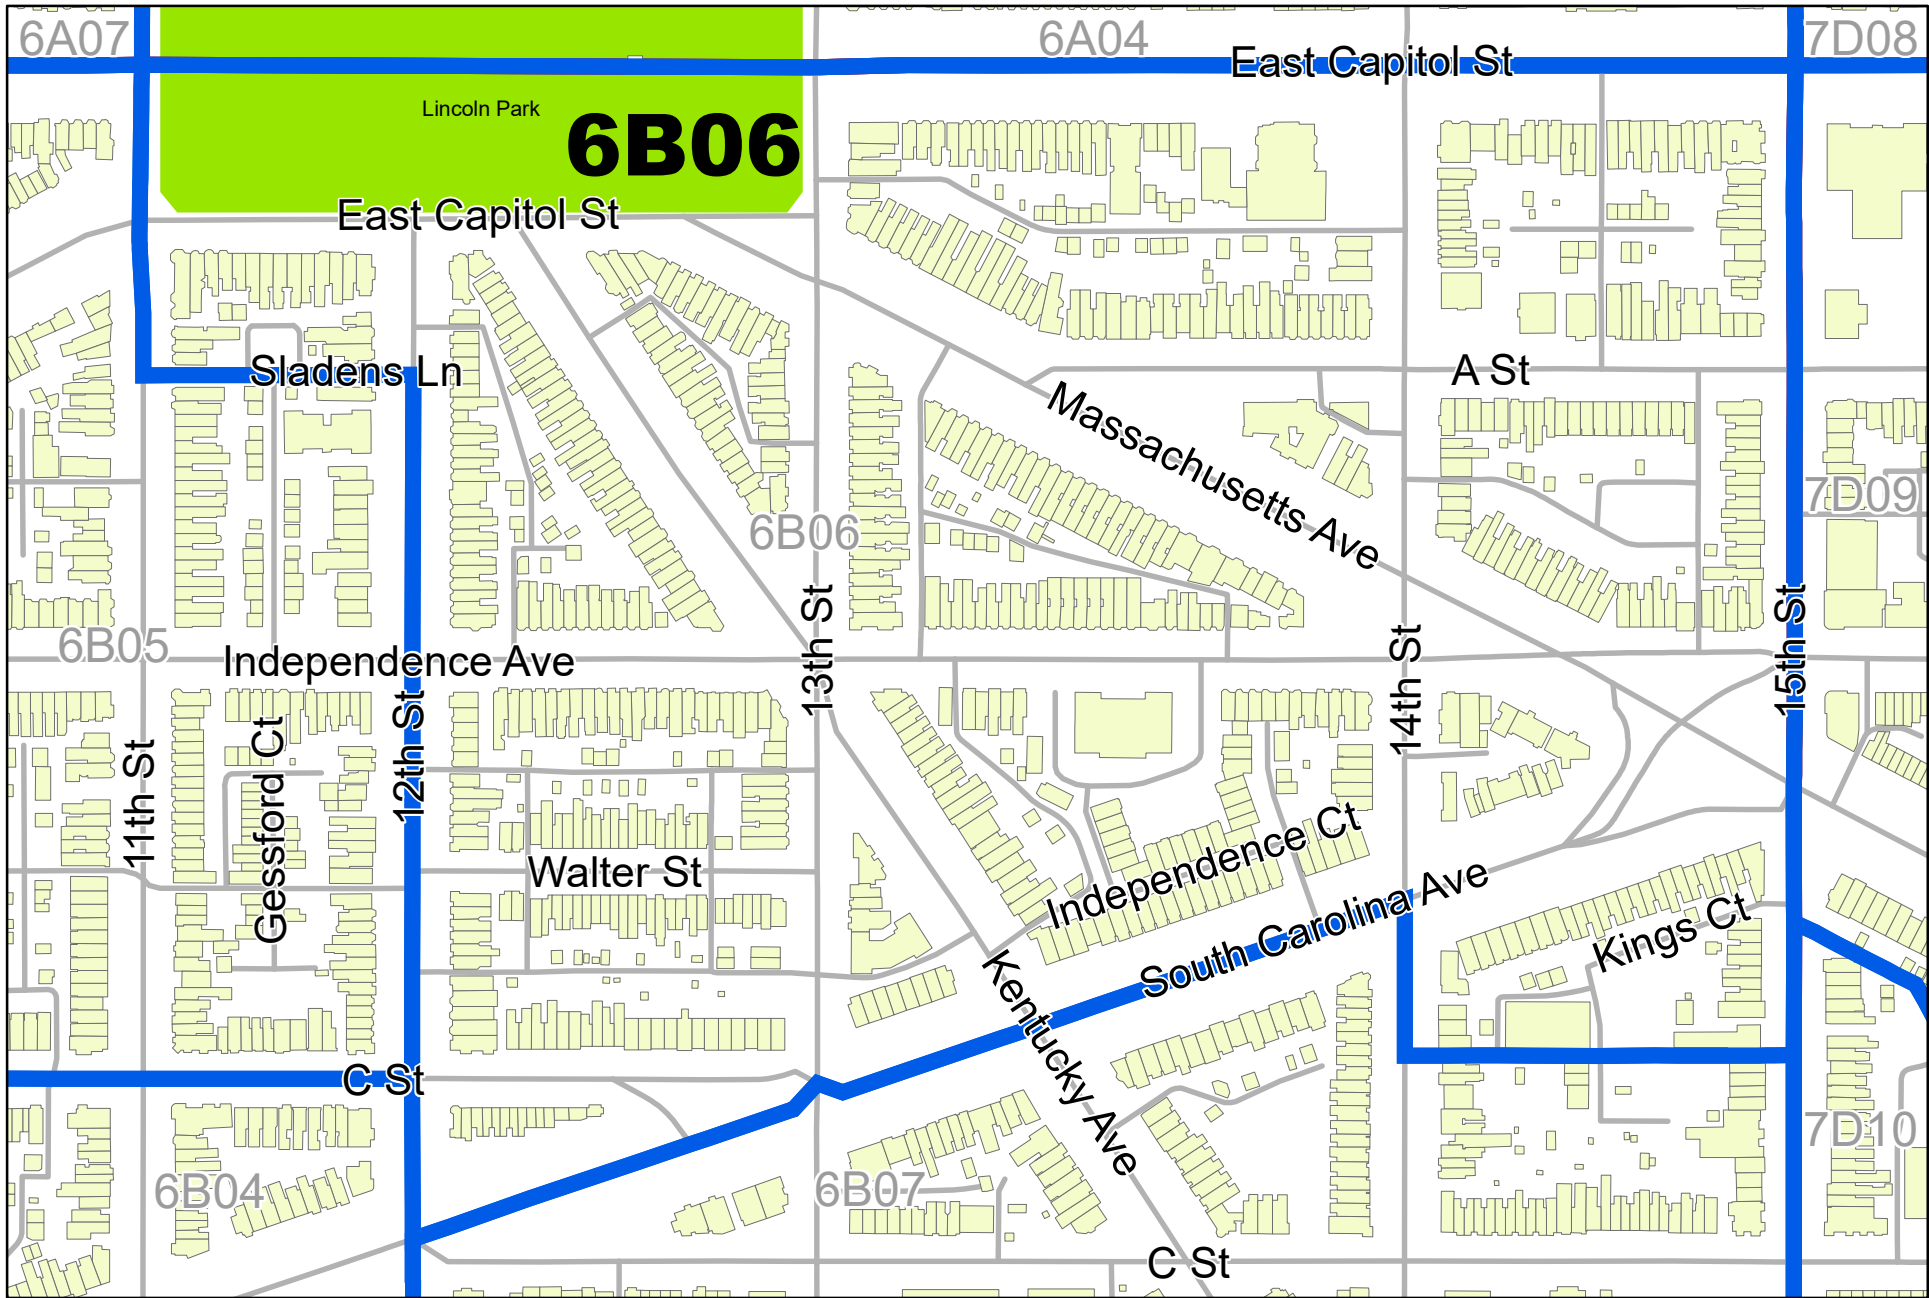 6A07
6A04
7D08
East Capitol St
Lincoln Park
6B06
East Capitol St
Sladens Ln
A St
Massachusetts Ave
7D09
6B06
6B05
Independence Ave
13th St
14th St
15th St
12th St
11th St
Gessford Ct
Walter St
Independence Ct
South Carolina Ave
Kings Ct
Kentucky Ave
C St
7D10
6B04
6B07
C St